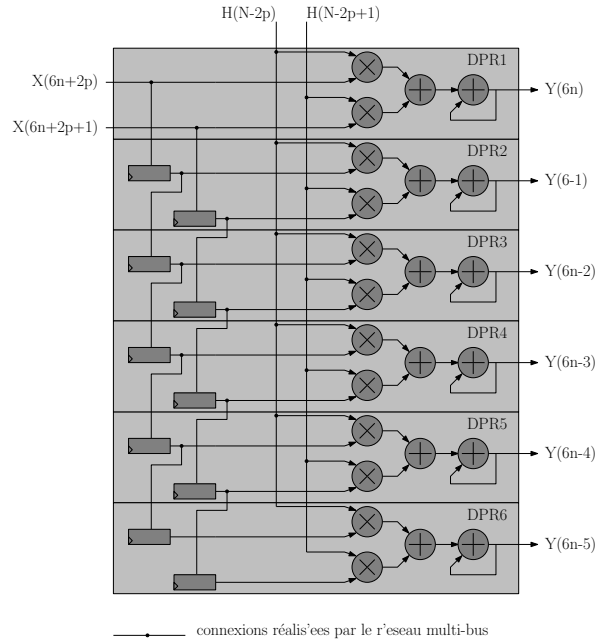 H(N-2p) H(N-2p+1)
DPR1
X(6n+2p)
Y(6n)
X(6n+2p+1)
DPR2
Y(6-1)
DPR3
Y(6n-2)
DPR4
Y(6n-3)
DPR5
Y(6n-4)
DPR6
Y(6n-5)
connexions réalis'ees par le r'eseau multi-bus